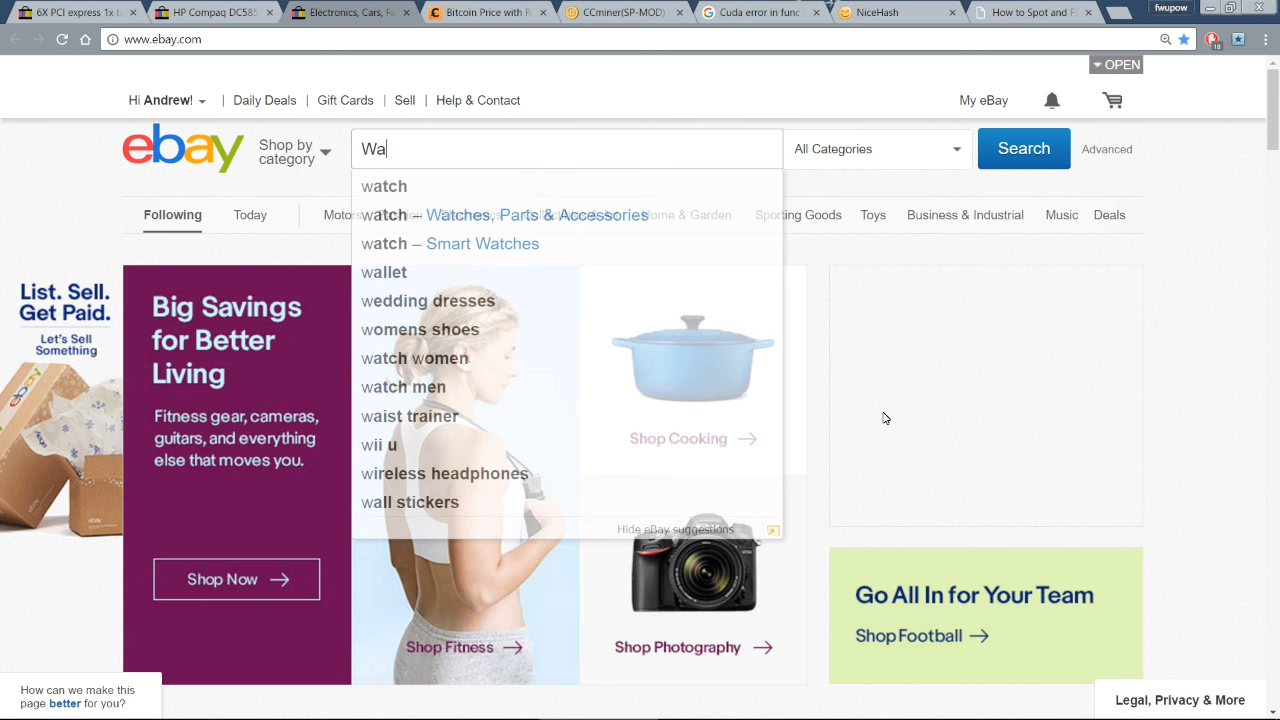 6X PCI express 1x t
HP Compaq DC585
Electronics, Cars, Fa
Bitcoin Price with R
CCminer(SP-MOD)
Cuda error in func
NiceHash
How to Spot and F
fwupow
www.ebay.com
18
OPEN
Hi Andrew!
Daily Deals
Gift Cards
Sell
Help & Contact
My eBay
ebay
Shop by
category
Wa
All Categories
Search
Advanced
Following
Today
Motors
Home & Garden
Sporting Goods
Toys
Business & Industrial
Music
Deals
watch
watch – Watches, Parts & Accessories
watch – Smart Watches
wallet
wedding dresses
womens shoes
watch women
watch men
waist trainer
wii u
wireless headphones
wall stickers
Hide eBay suggestions
List. Sell.
Get Paid.
Let's Sell
Something
ebay
Big Savings
for Better
Living
Fitness gear, cameras,
guitars, and everything
else that moves you.
Shop Now
Shop Cooking
Shop Fitness
Shop Photography
Nikon
Go All In for Your Team
Shop Football
How can we make this
page better for you?
Legal, Privacy & More